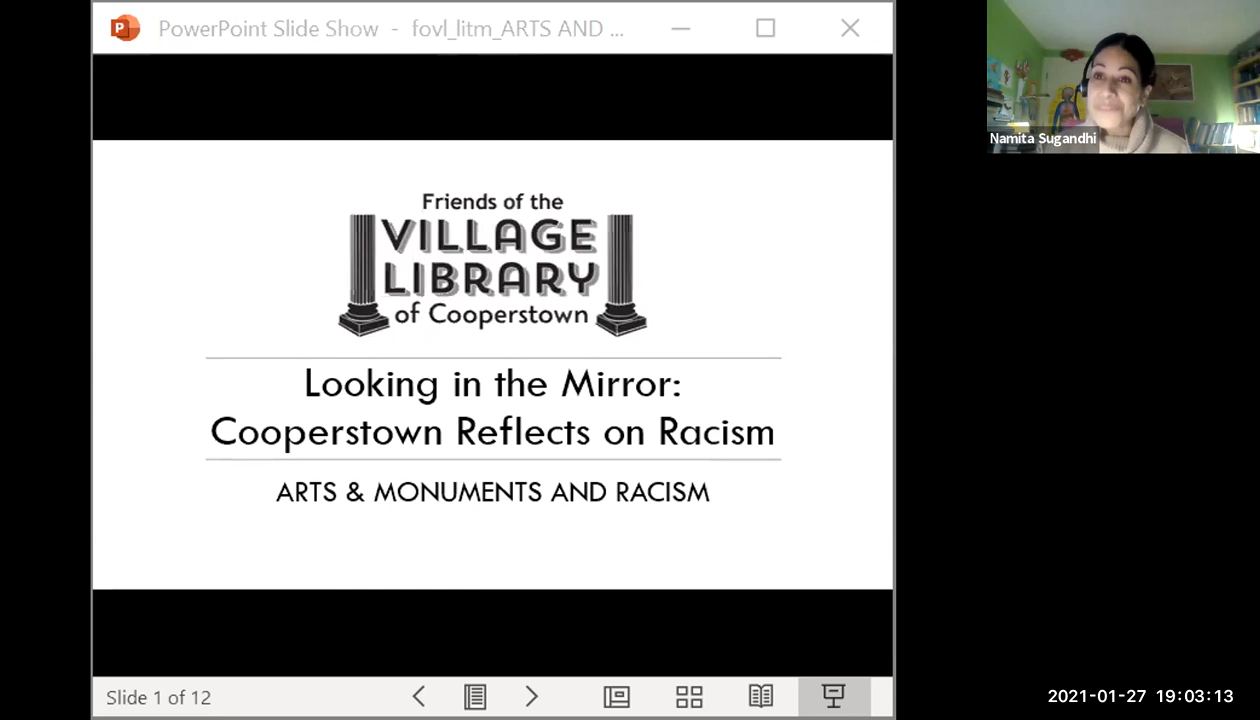 PowerPoint Slide Show - fovl_litm_ARTS AND ...
Namita Sugandhi
Friends of the
VILLAGE
LIBRARY
of Cooperstown
Looking in the Mirror:
Cooperstown Reflects on Racism
ARTS & MONUMENTS AND RACISM
Slide 1 of 12
2021-01-27 19:03:13